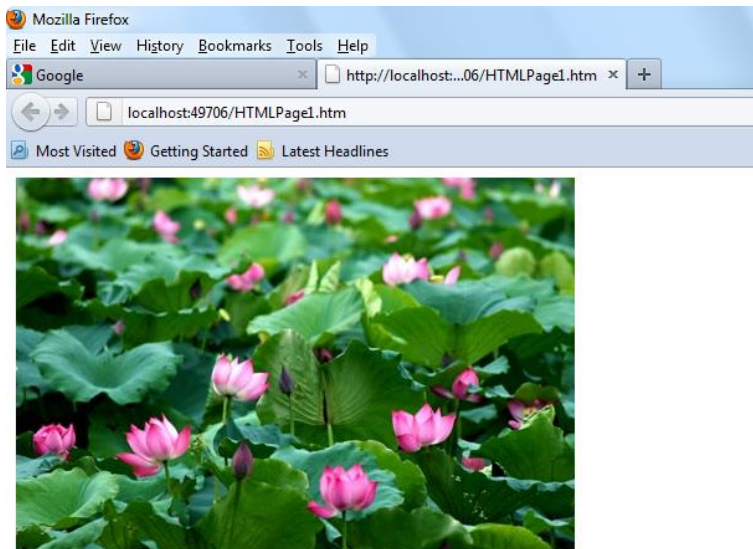 Mozilla Firefox
File Edit View History Bookmarks Tools Help
Google × http://localhost:...06/HTMLPage1.htm × +
localhost:49706/HTMLPage1.htm
Most Visited Getting Started Latest Headlines